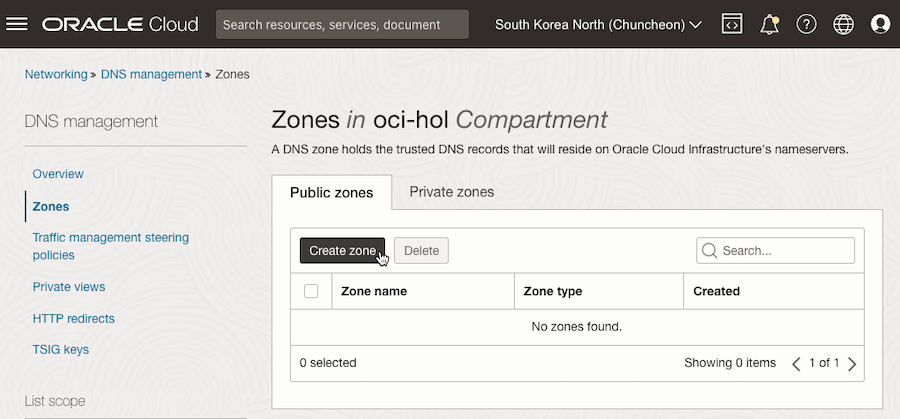 ORACLE Cloud
Search resources, services, document
South Korea North (Chuncheon)
Networking » DNS management » Zones
DNS management
Overview
Zones
Traffic management steering
policies
Private views
HTTP redirects
TSIG keys
List scope
Zones in oci-hol Compartment
A DNS zone holds the trusted DNS records that will reside on Oracle Cloud Infrastructure's nameservers.
Public zones
Private zones
Create zone
Delete
Search...
Zone name
Zone type
Created
No zones found.
0 selected
Showing 0 items
1 of 1